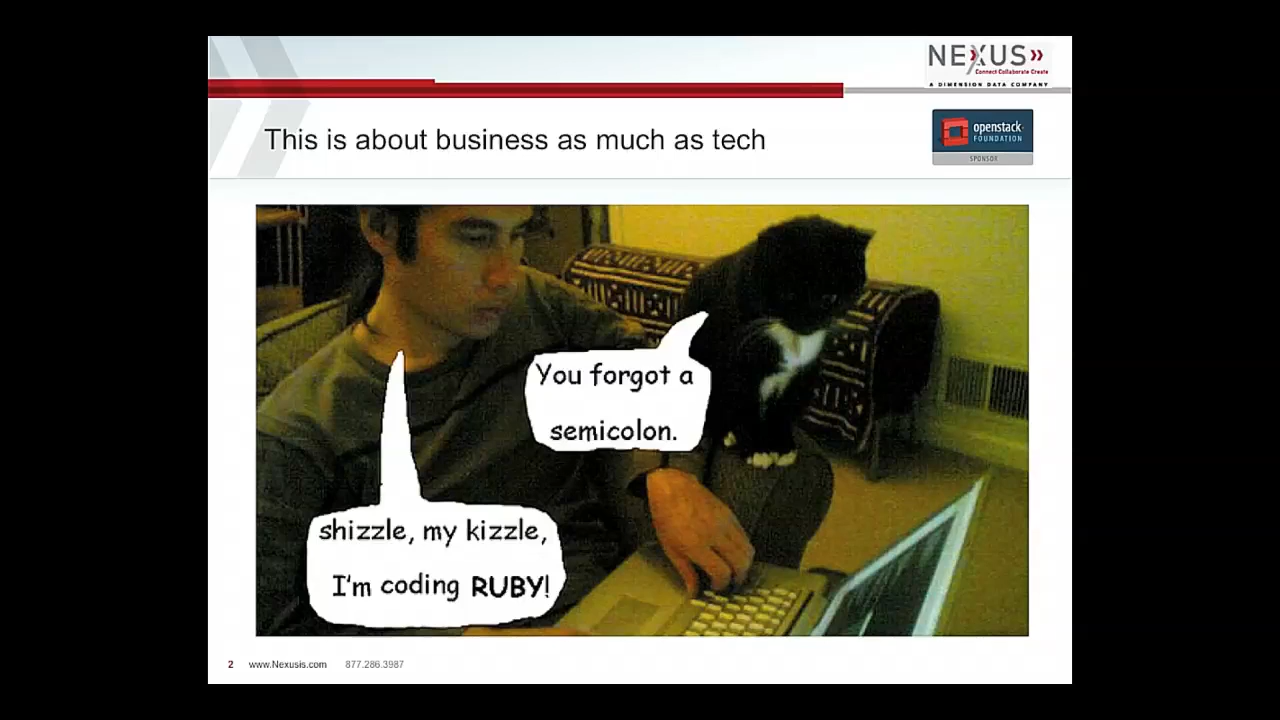 NEXUS
Connect Collaborate Create
A DIMENSION DATA COMPANY
This is about business as much as tech
openstack
FOUNDATION
SPONSOR
You forgot a
semicolon.
shizzle, my kizzle,
I'm coding RUBY!
2 www.Nexusis.com 877.286.3987